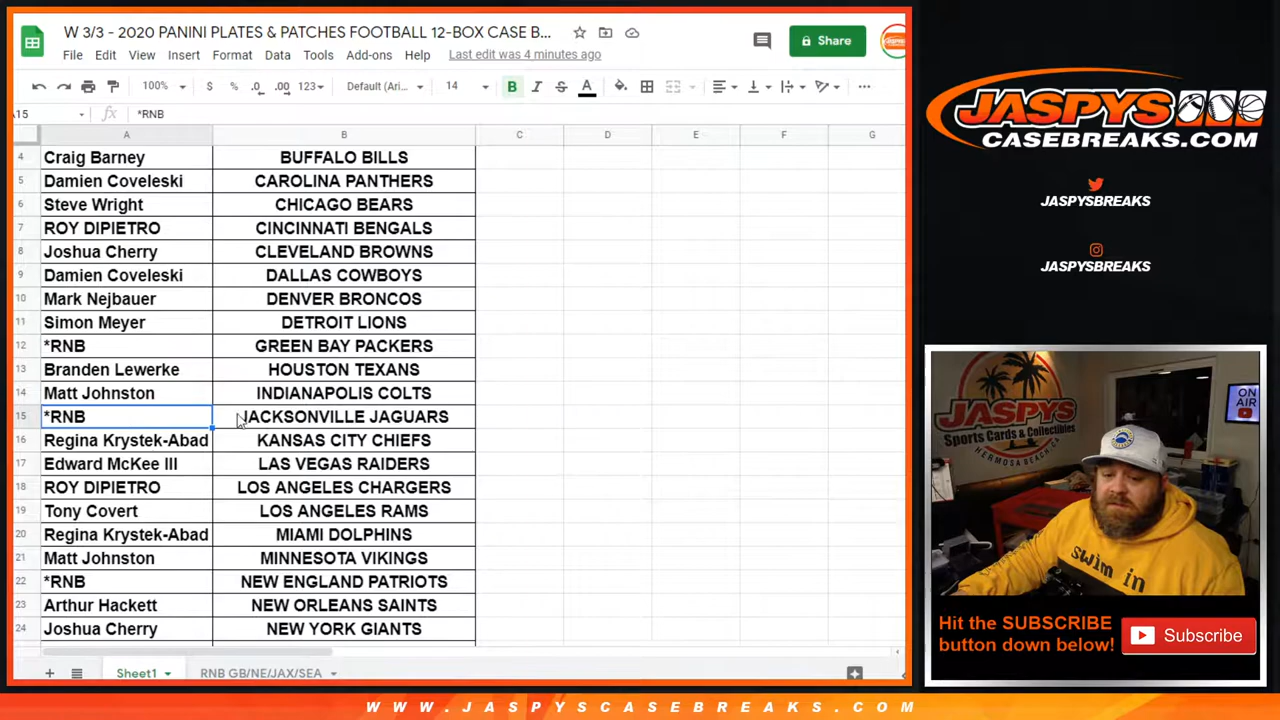 W 3/3 - 2020 PANINI PLATES & PATCHES FOOTBALL 12-BOX CASE B...
Share
File Edit View Insert Format Data Tools Add-ons Help Last edit was 4 minutes ago
100% $ % .0 .00 123 Default (Ari... 14 B I S A
A15 fx *RNB
A B C D E F G
4 Craig Barney BUFFALO BILLS
5 Damien Coveleski CAROLINA PANTHERS
6 Steve Wright CHICAGO BEARS
7 ROY DIPIETRO CINCINNATI BENGALS
8 Joshua Cherry CLEVELAND BROWNS
9 Damien Coveleski DALLAS COWBOYS
10 Mark Nejbauer DENVER BRONCOS
11 Simon Meyer DETROIT LIONS
12 *RNB GREEN BAY PACKERS
13 Branden Lewerke HOUSTON TEXANS
14 Matt Johnston INDIANAPOLIS COLTS
15 *RNB JACKSONVILLE JAGUARS
16 Regina Krystek-Abad KANSAS CITY CHIEFS
17 Edward McKee III LAS VEGAS RAIDERS
18 ROY DIPIETRO LOS ANGELES CHARGERS
19 Tony Covert LOS ANGELES RAMS
20 Regina Krystek-Abad MIAMI DOLPHINS
21 Matt Johnston MINNESOTA VIKINGS
22 *RNB NEW ENGLAND PATRIOTS
23 Arthur Hackett NEW ORLEANS SAINTS
24 Joshua Cherry NEW YORK GIANTS
Sheet1 RNB GB/NE/JAX/SEA
JASPYS
CASEBREAKS.COM
JASPYSBREAKS
JASPYSBREAKS
JASPYS
Sports Cards & Collectibles
HERMOSA BEACH, CA
ON
AIR
swim in
Hit the SUBSCRIBE
button down below!
Subscribe
WWW.JASPYSCASEBREAKS.COM